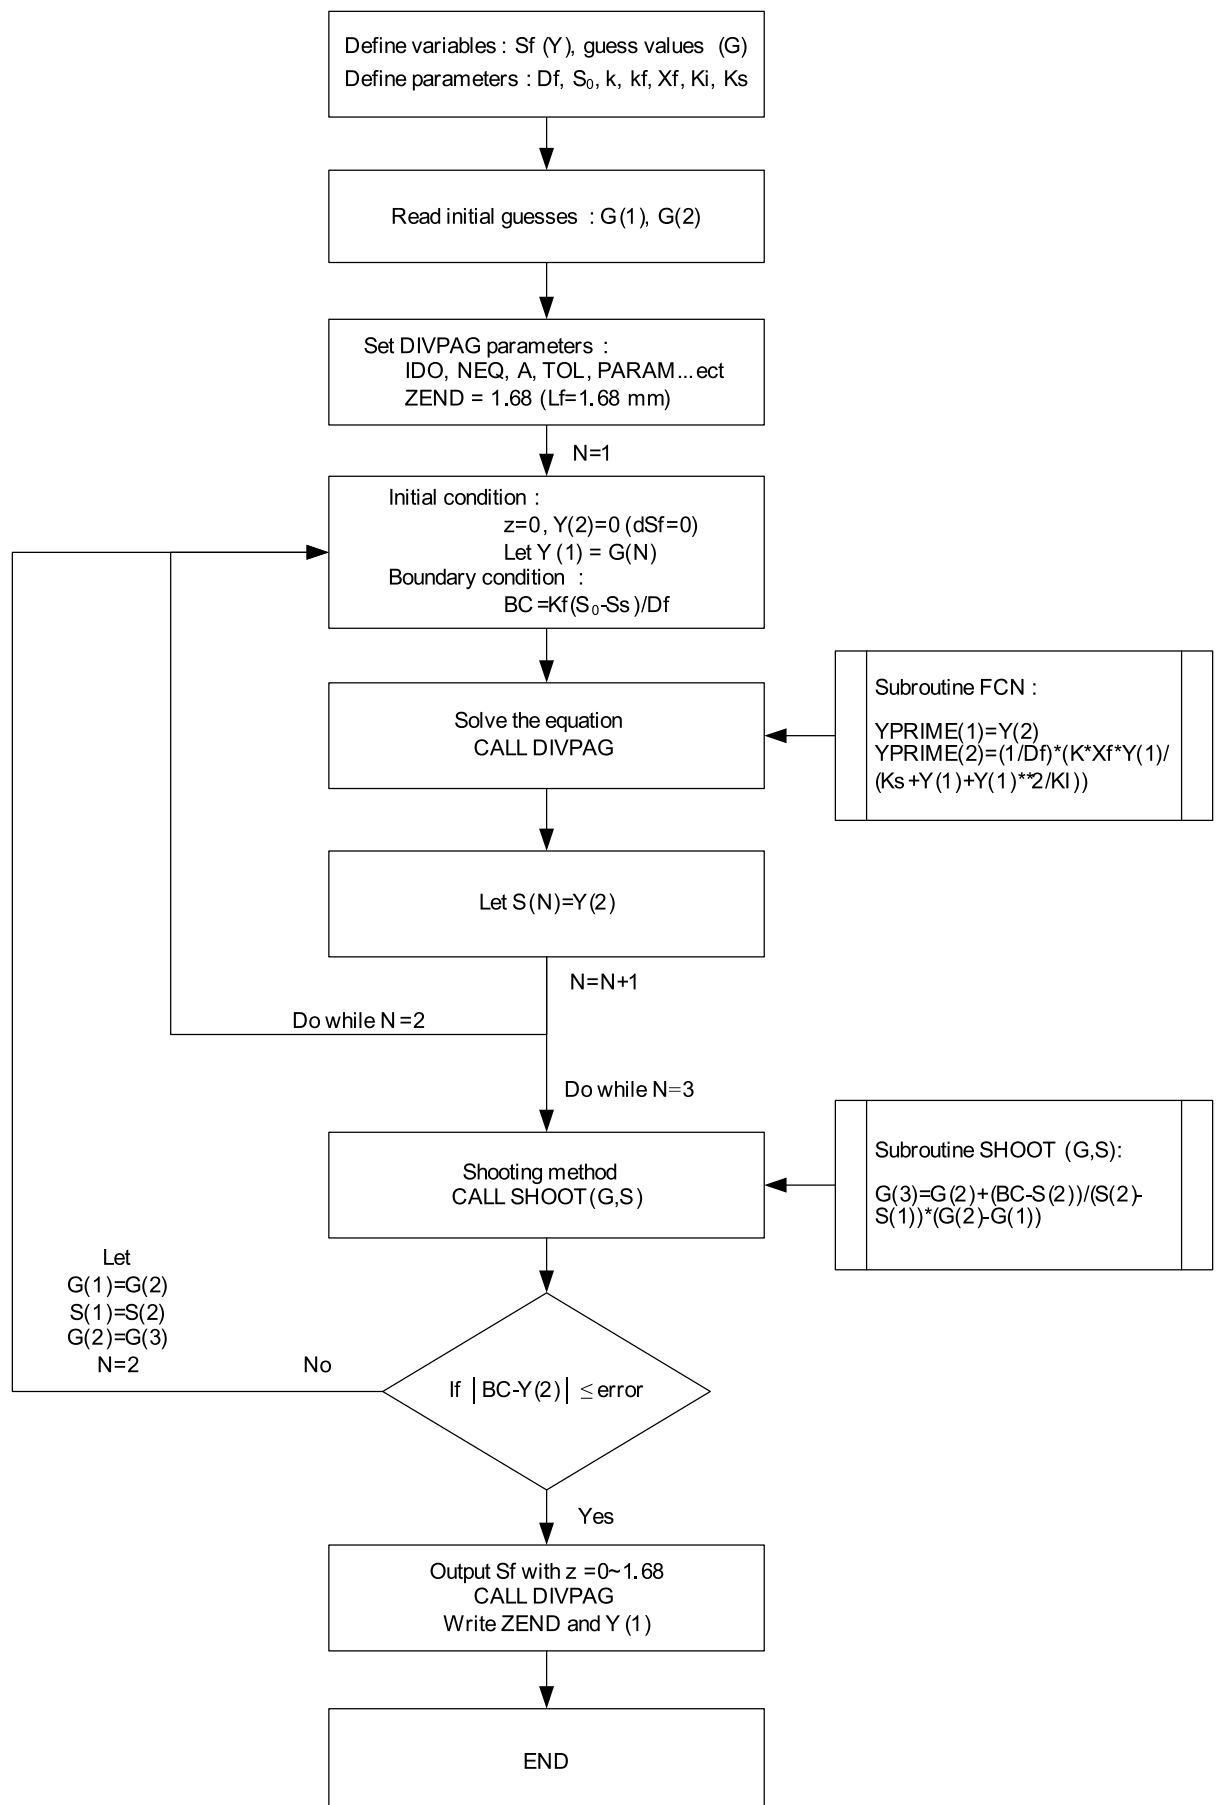 Define variables : Sf (Y), guess values (G)
Define parameters : Df, S₀, k, kf, Xf, Ki, Ks
Read initial guesses : G(1), G(2)
Set DIVPAG parameters :
IDO, NEQ, A, TOL, PARAM...ect
ZEND = 1.68 (Lf=1.68 mm)
N=1
Initial condition :
z=0, Y(2)=0 (dSf=0)
Let Y (1) = G(N)
Boundary condition :
BC=Kf(S₀-Ss)/Df
Solve the equation
CALL DIVPAG
Subroutine FCN :
YPRIME(1)=Y(2)
YPRIME(2)=(1/Df)*(K*Xf*Y(1)/
(Ks+Y(1)+Y(1)**2/KI))
Let S(N)=Y(2)
N=N+1
Do while N=2
Do while N=3
Shooting method
CALL SHOOT(G,S)
Subroutine SHOOT (G,S):
G(3)=G(2)+(BC-S(2))/(S(2)-
S(1))*(G(2)-G(1))
Let
G(1)=G(2)
S(1)=S(2)
G(2)=G(3)
N=2
No
If |BC-Y(2)| ≤error
Yes
Output Sf with z =0~1.68
CALL DIVPAG
Write ZEND and Y (1)
END